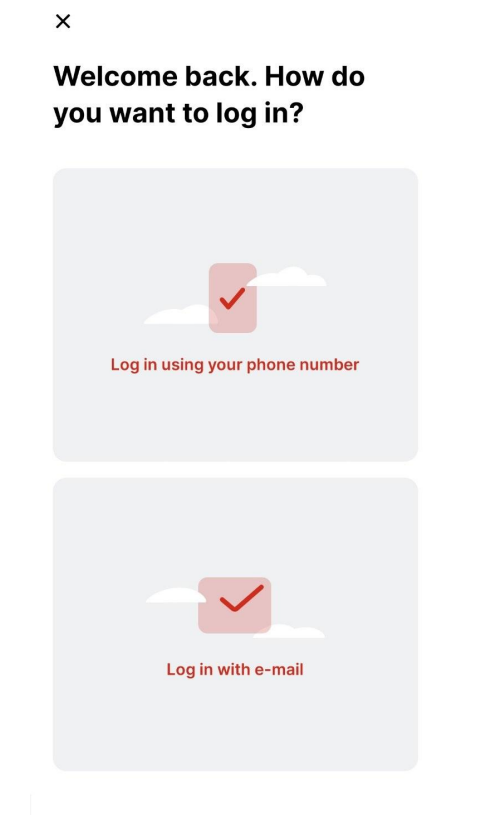 Welcome back. How do
you want to log in?
Log in using your phone number
Log in with e-mail